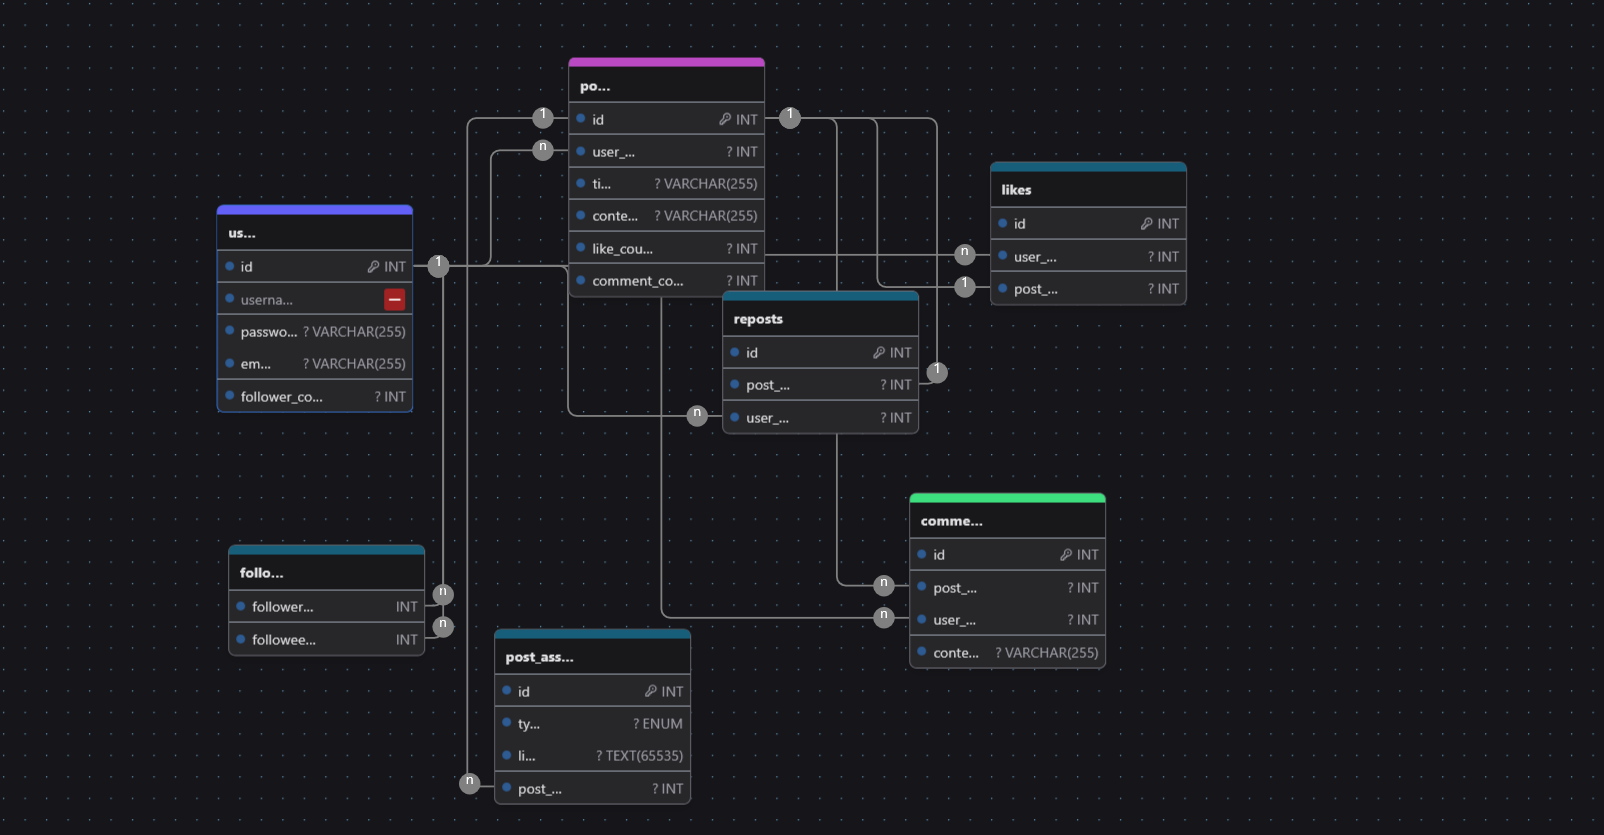 po...
1
id INT
1
n
user_... ? INT
ti... ? VARCHAR(255)
conte... ? VARCHAR(255)
like_cou... ? INT
comment_co... ? INT
likes
id INT
n
user_... ? INT
1
post_... ? INT
us...
id INT
1
userna...
passwo... ? VARCHAR(255)
em... ? VARCHAR(255)
follower_co... ? INT
reposts
id INT
post_... ? INT
1
n
user_... ? INT
comme...
id INT
n
post_... ? INT
n
user_... ? INT
conte... ? VARCHAR(255)
follo...
follower... INT
n
followee... INT
n
post_ass...
id INT
ty... ? ENUM
li... ? TEXT(65535)
n
post_... ? INT